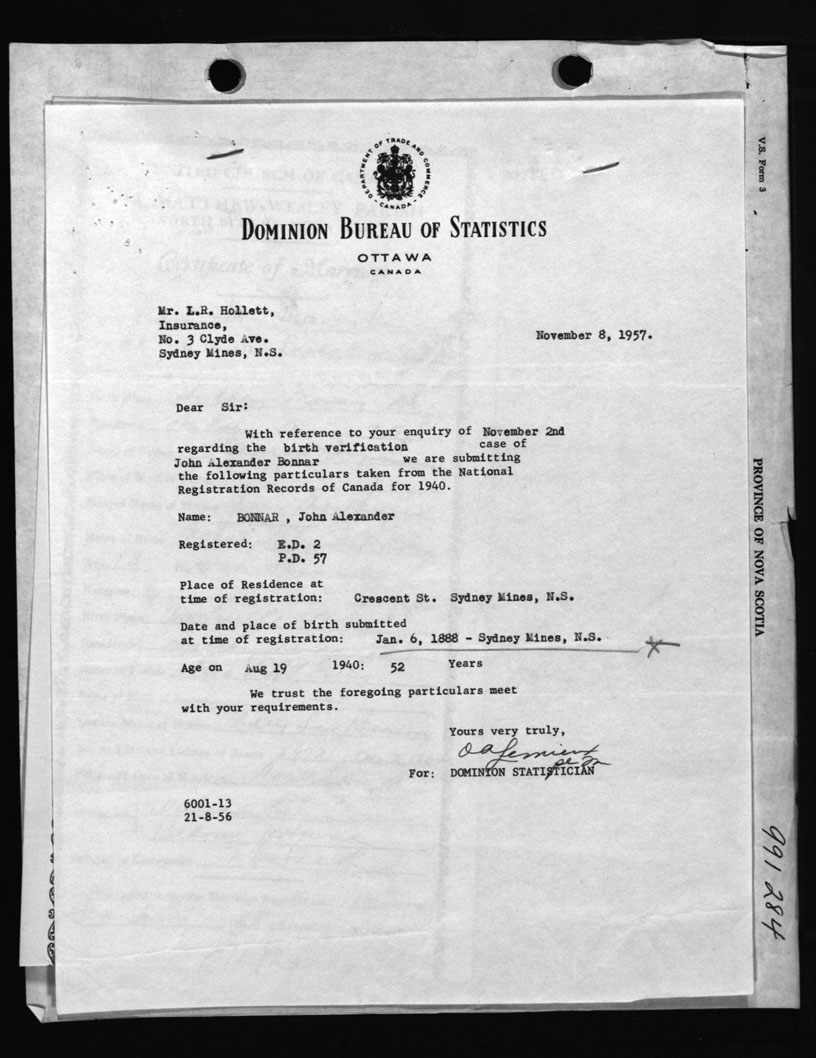 DEPARTMENT OF TRADE AND COMMERCE
CANADA
DOMINION BUREAU OF STATISTICS
OTTAWA
CANADA
Mr. L.R. Hollett,
Insurance,
No. 3 Clyde Ave.
Sydney Mines, N.S.
November 8, 1957.
Dear Sir:
With reference to your enquiry of November 2nd
regarding the birth verification case of
John Alexander Bonnar we are submitting
the following particulars taken from the National
Registration Records of Canada for 1940.
Name: BONNAR , John Alexander
Registered: E.D. 2
P.D. 57
Place of Residence at
time of registration: Crescent St. Sydney Mines, N.S.
Date and place of birth submitted
at time of registration: Jan. 6, 1888 - Sydney Mines, N.S.
Age on Aug 19 1940: 52 Years
We trust the foregoing particulars meet
with your requirements.
Yours very truly,
For: DOMINION STATISTICIAN
6001-13
21-8-56
V.S. Form 3
PROVINCE OF NOVA SCOTIA
991 284